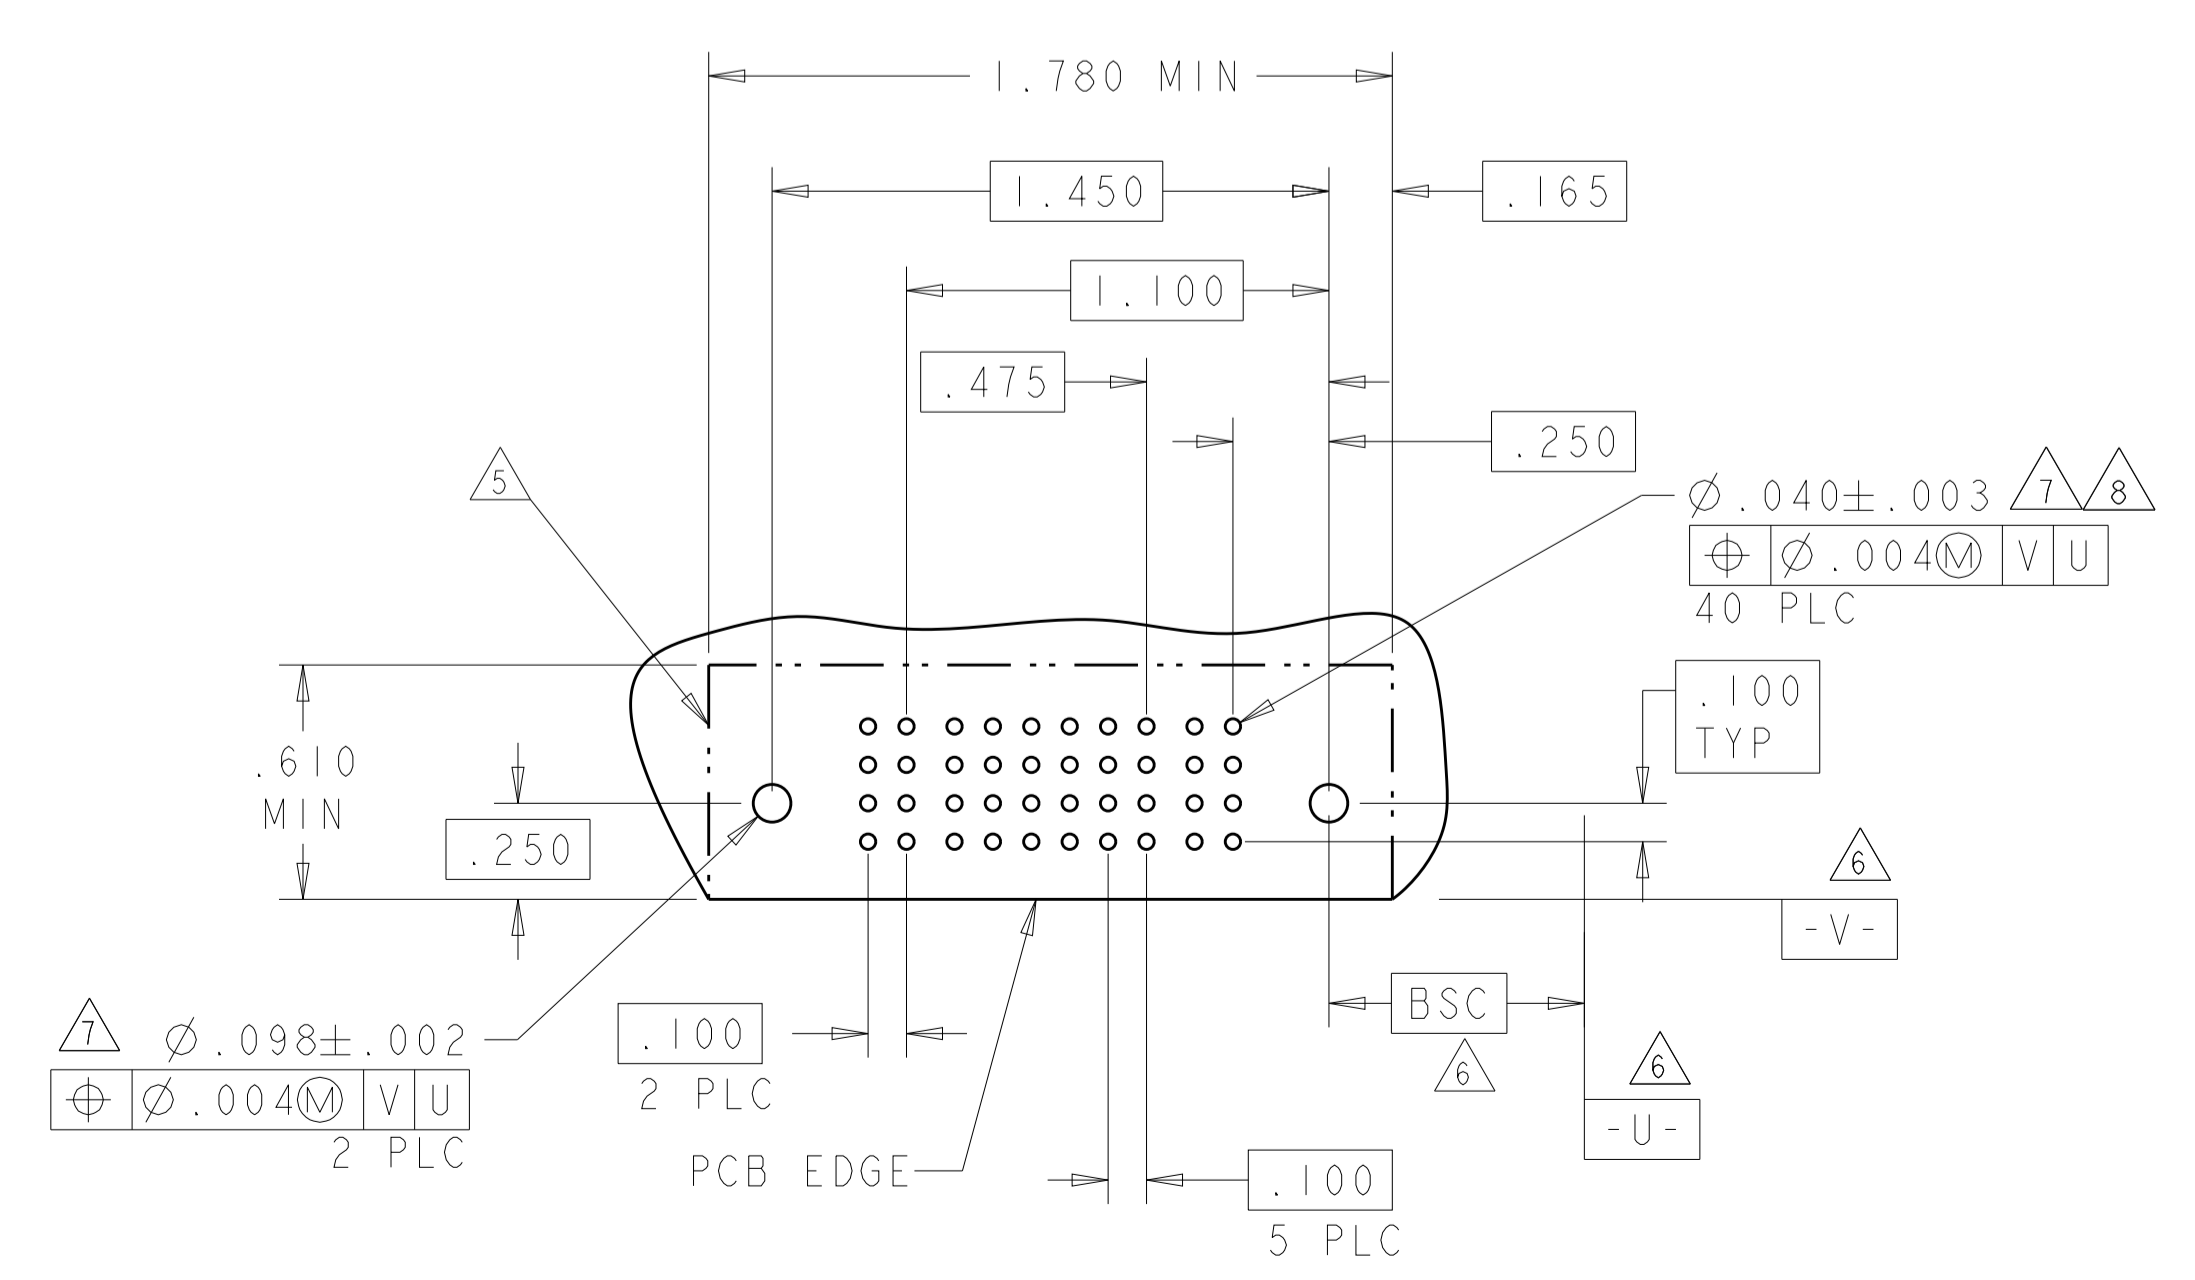 1.780 MIN
1.450
.165
1.100
.475
.250
5
⌀.040±.003 7 8
⌖ ⌀.004Ⓜ V U
40 PLC
.100
TYP
.610
MIN
.250
6
-V-
BSC
6
6
-U-
7 ⌀.098±.002
⌖ ⌀.004Ⓜ V U
2 PLC
.100
2 PLC
PCB EDGE
.100
5 PLC